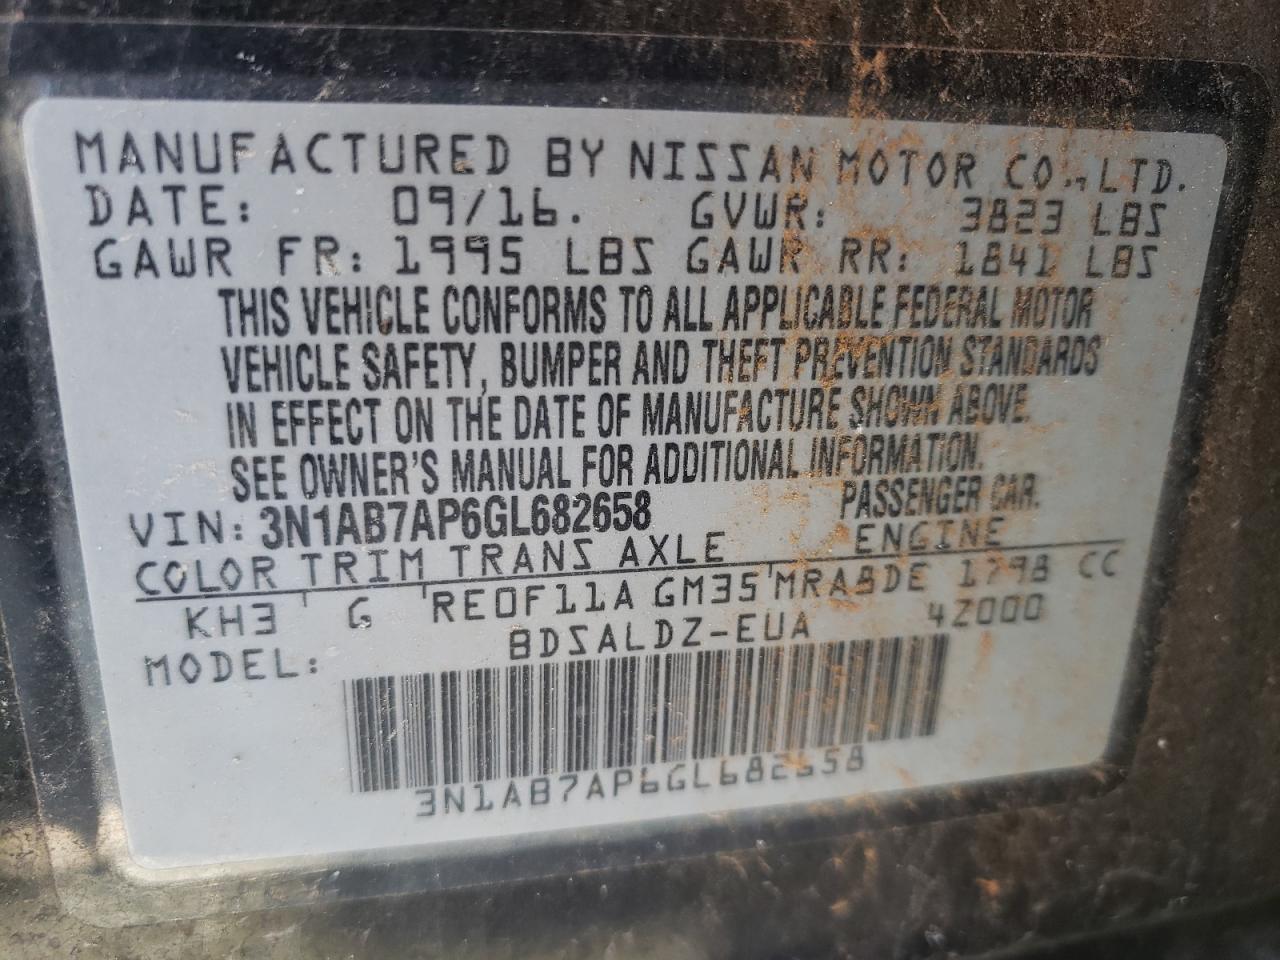 MANUFACTURED BY NISSAN MOTOR CO., LTD.
DATE: 09/16. GVWR: 3823 LBS
GAWR FR: 1995 LBS GAWR RR: 1841 LBS
THIS VEHICLE CONFORMS TO ALL APPLICABLE FEDERAL MOTOR
VEHICLE SAFETY, BUMPER AND THEFT PREVENTION STANDARDS
IN EFFECT ON THE DATE OF MANUFACTURE SHOWN ABOVE.
SEE OWNER'S MANUAL FOR ADDITIONAL INFORMATION.
VIN: 3N1AB7AP6GL682658 PASSENGER CAR.
COLOR TRIM TRANS AXLE ENGINE
KH3 G RE0F11A GM35 MRA8DE 1798 CC
MODEL: BDSALDZ-EUA 4Z000
3N1AB7AP6GL682658